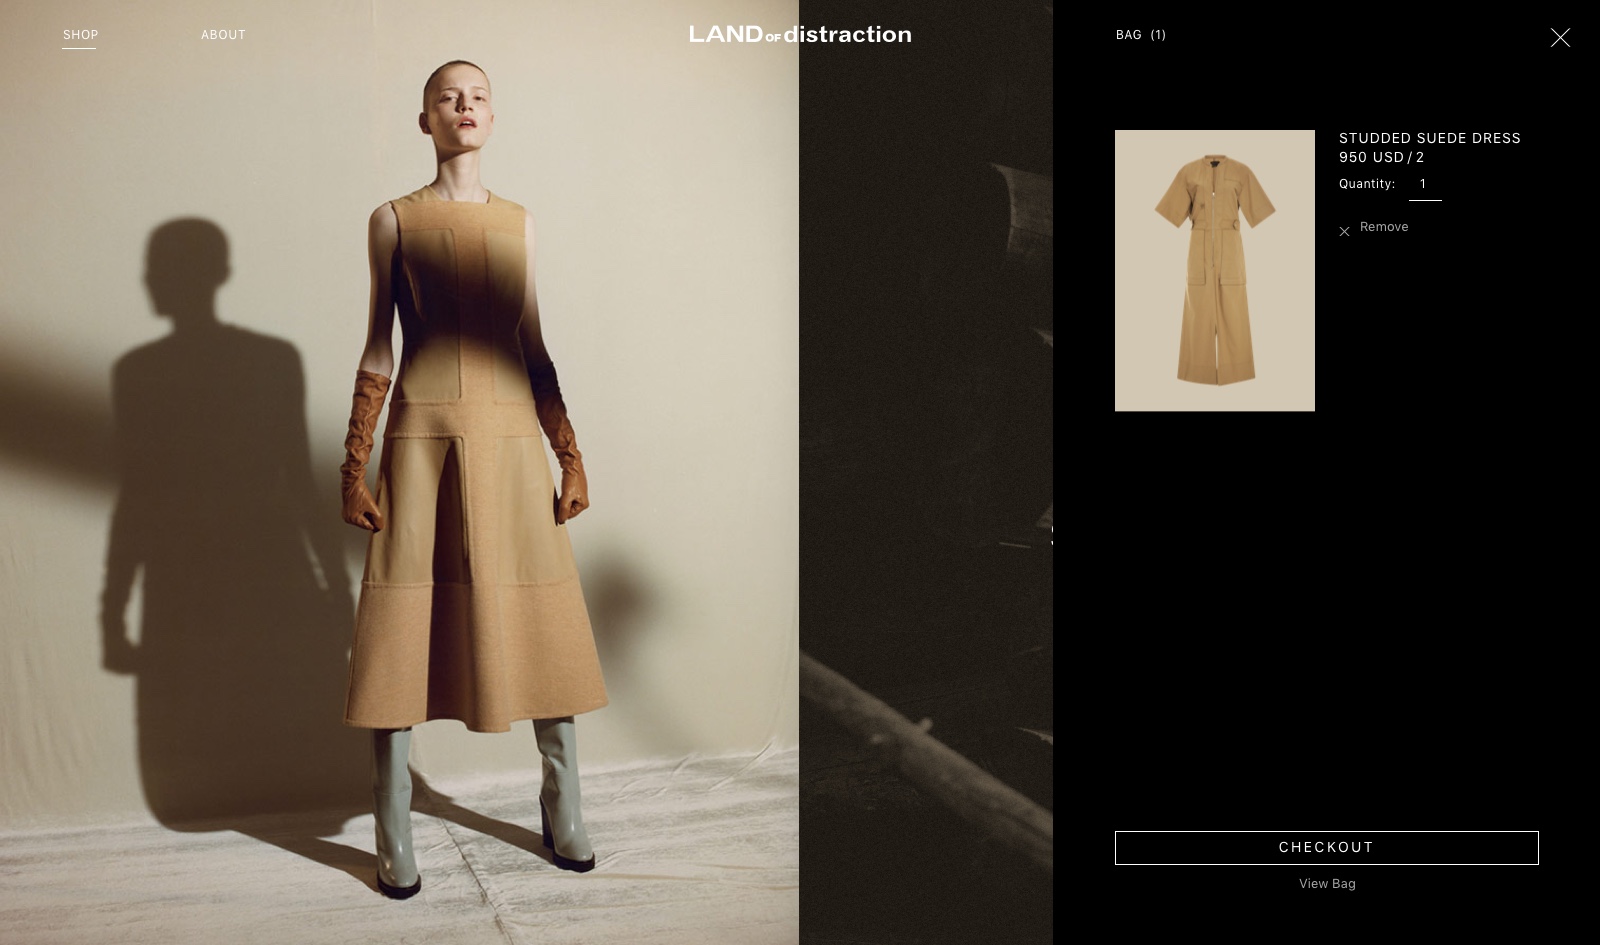 SHOP
ABOUT
LAND OF distraction
BAG (1)
STUDDED SUEDE DRESS
950 USD / 2
Quantity: 1
Remove
CHECKOUT
View Bag